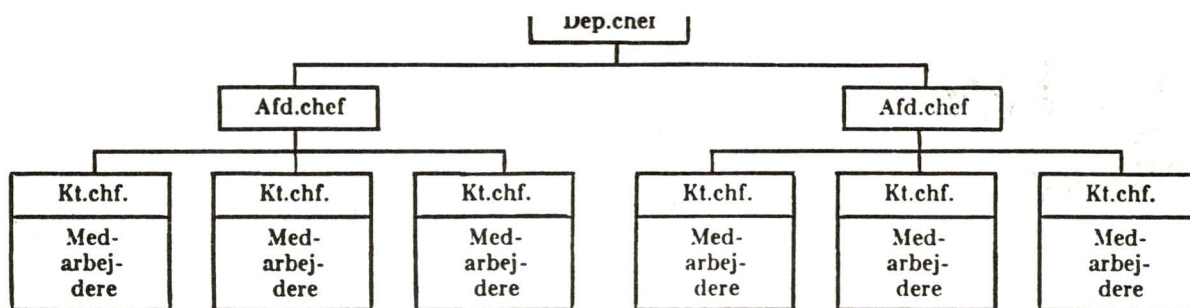 Dep.chef
Afd.chef Afd.chef
Kt.chf. Kt.chf. Kt.chf. Kt.chf. Kt.chf. Kt.chf.
Med- Med- Med- Med- Med- Med-
arbej- arbej- arbej- arbej- arbej- arbej-
dere dere dere dere dere dere